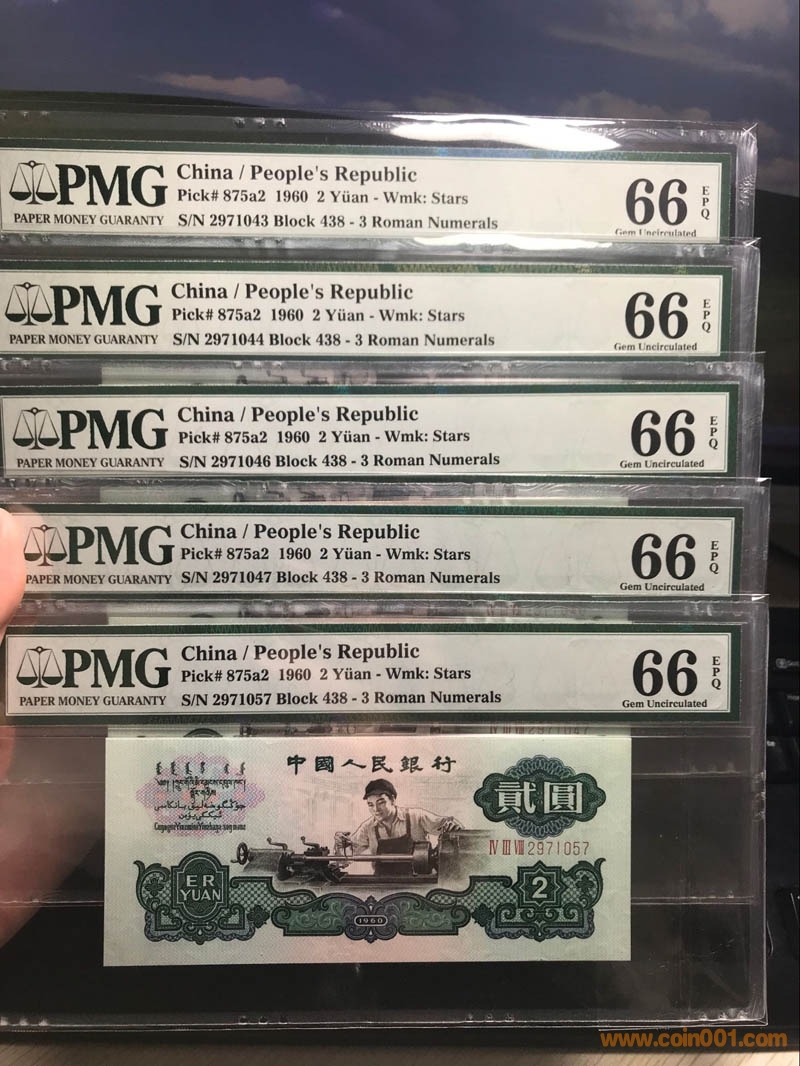 PMG
PAPER MONEY GUARANTY
China / People's Republic
Pick# 875a2 1960 2 Yüan - Wmk: Stars
S/N 2971043 Block 438 - 3 Roman Numerals
66
EPQ
Gem Uncirculated
PMG
PAPER MONEY GUARANTY
China / People's Republic
Pick# 875a2 1960 2 Yüan - Wmk: Stars
S/N 2971044 Block 438 - 3 Roman Numerals
66
EPQ
Gem Uncirculated
PMG
PAPER MONEY GUARANTY
China / People's Republic
Pick# 875a2 1960 2 Yüan - Wmk: Stars
S/N 2971046 Block 438 - 3 Roman Numerals
66
EPQ
Gem Uncirculated
PMG
PAPER MONEY GUARANTY
China / People's Republic
Pick# 875a2 1960 2 Yüan - Wmk: Stars
S/N 2971047 Block 438 - 3 Roman Numerals
66
EPQ
Gem Uncirculated
PMG
PAPER MONEY GUARANTY
China / People's Republic
Pick# 875a2 1960 2 Yüan - Wmk: Stars
S/N 2971057 Block 438 - 3 Roman Numerals
66
EPQ
Gem Uncirculated
中國人民銀行
貳圓
IV III VIII 2971057
ER
YUAN
2
1960
www.coin001.com